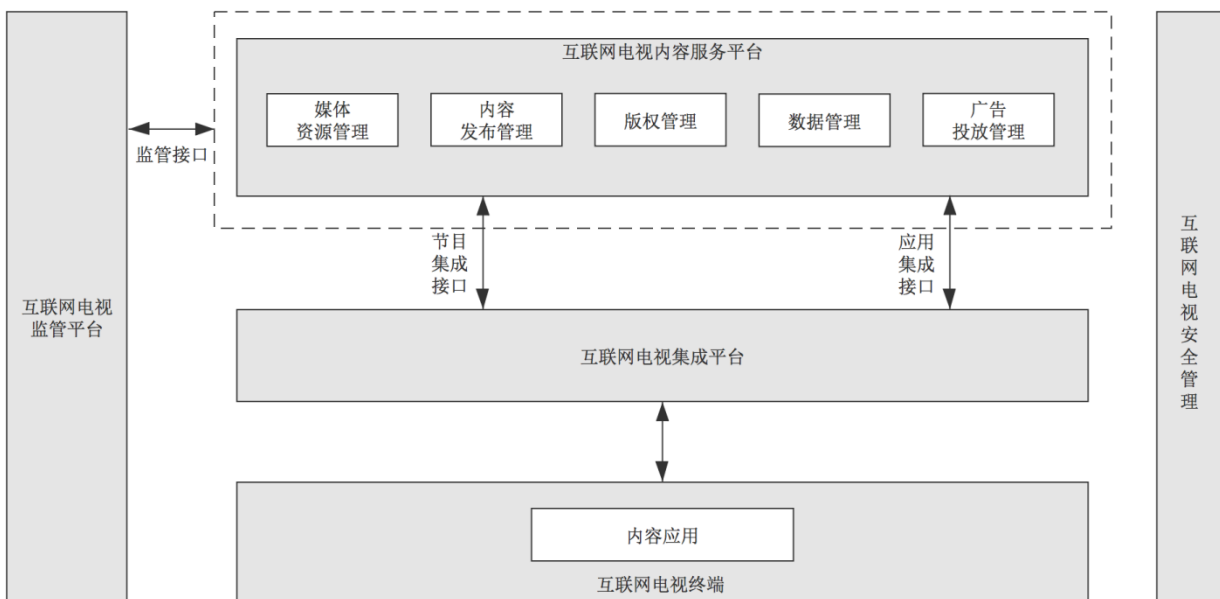 互联网电视内容服务平台
媒体
资源管理
内容
发布管理
版权管理
数据管理
广告
投放管理
监管接口
节目
集成
接口
应用
集成
接口
互联网电视
监管平台
互联网电视集成平台
内容应用
互联网电视终端
互
联
网
电
视
安
全
管
理